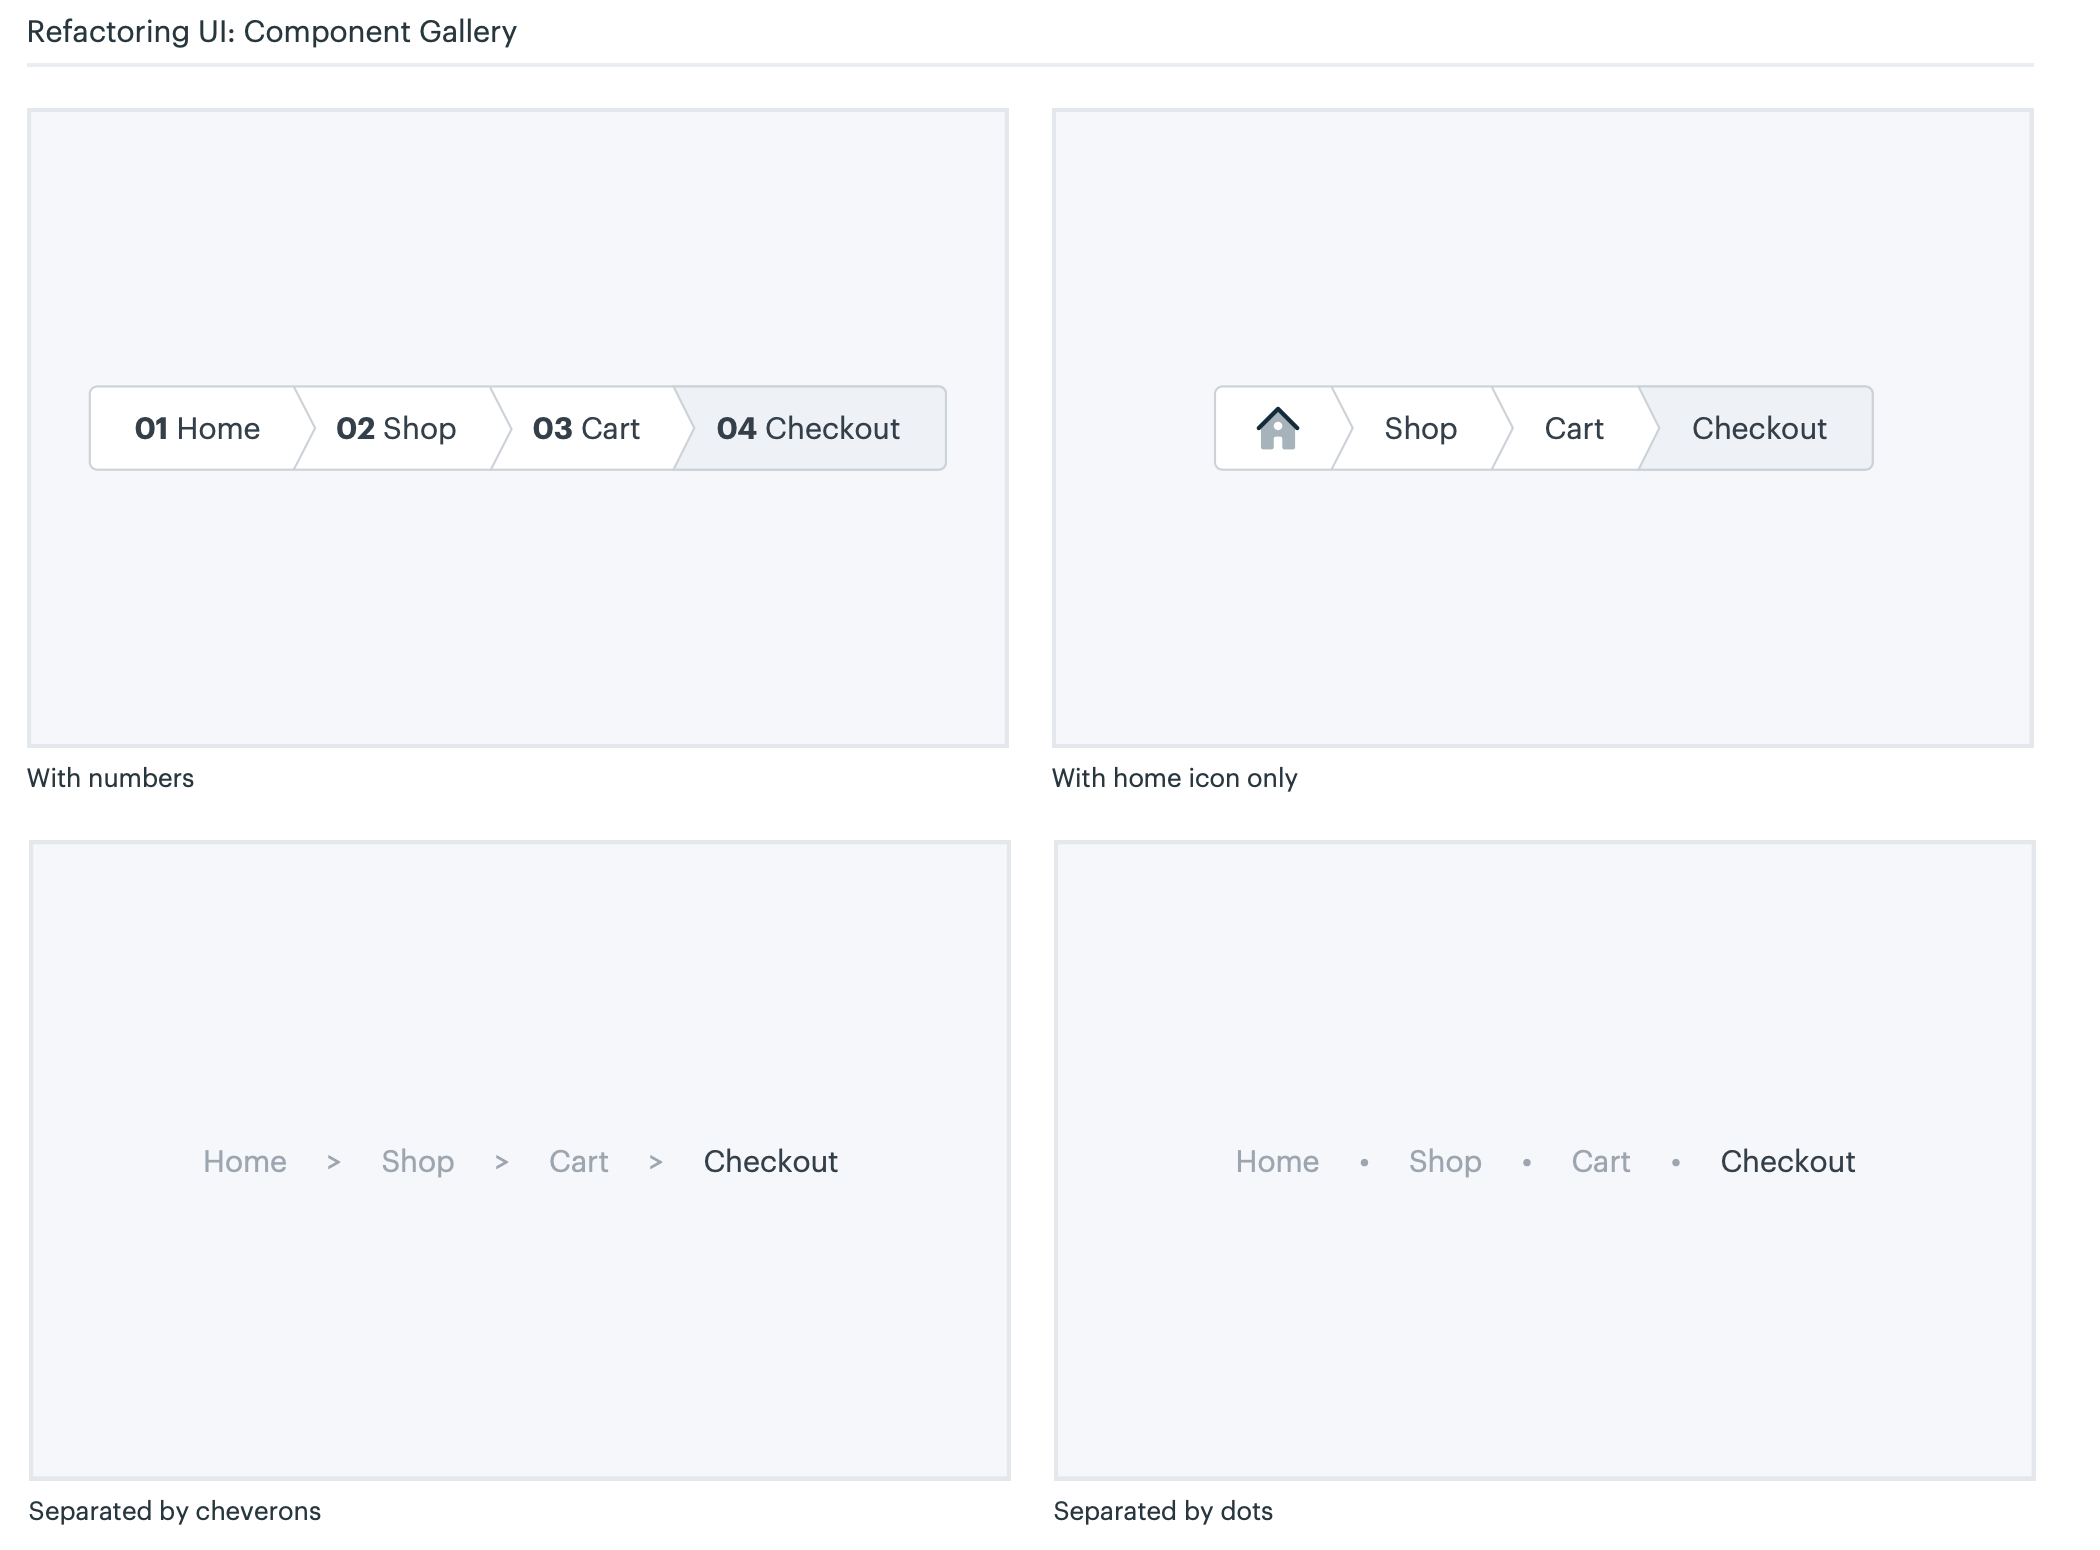 Refactoring UI: Component Gallery
01 Home 02 Shop 03 Cart 04 Checkout
Shop Cart Checkout
With numbers
With home icon only
Home > Shop > Cart > Checkout
Home • Shop • Cart • Checkout
Separated by cheverons
Separated by dots